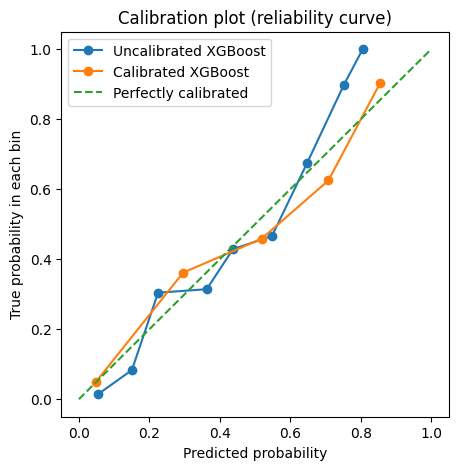 Calibration plot (reliability curve)
Uncalibrated XGBoost
Calibrated XGBoost
Perfectly calibrated
True probability in each bin
1.0
0.8
0.6
0.4
0.2
0.0
0.0 0.2 0.4 0.6 0.8 1.0
Predicted probability